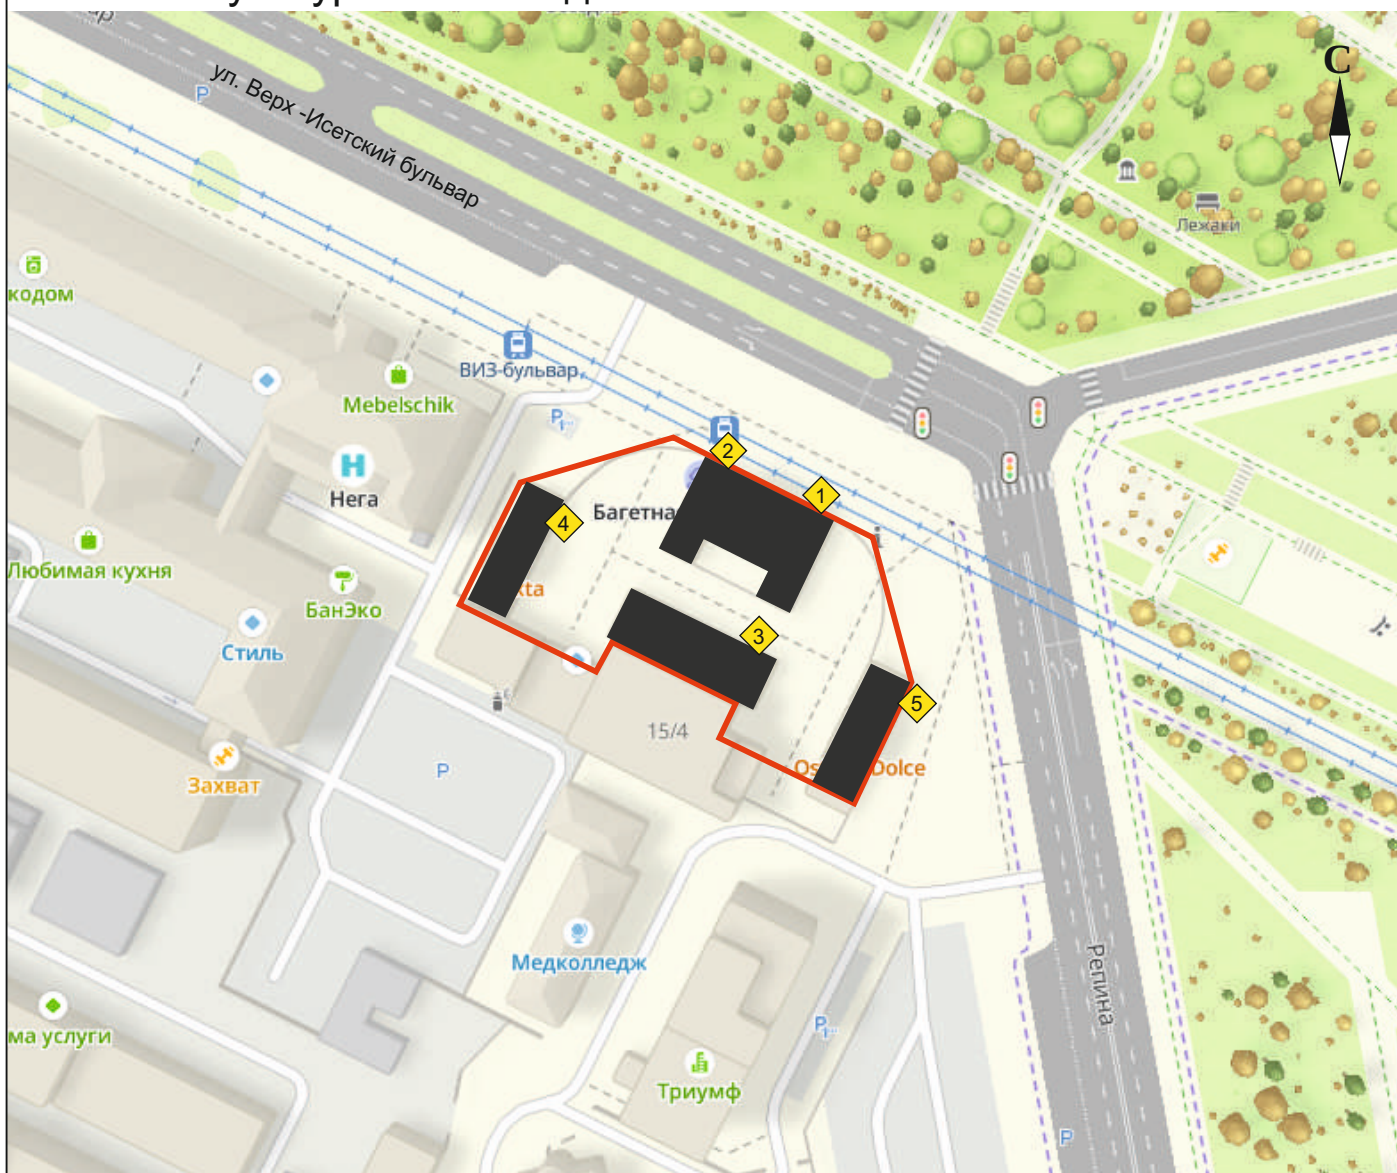 С
ул. Верх -Исетский бульвар
P
Лежаки
кодом
ВИЗ-бульвар
Mebelschik
P
2
1
Нега
Багетна
4
Любимая кухня
БанЭко
3
Стиль
5
15/4
Dolce
P
Захват
Медколледж
Репина
P
ма услуги
Триумф
P